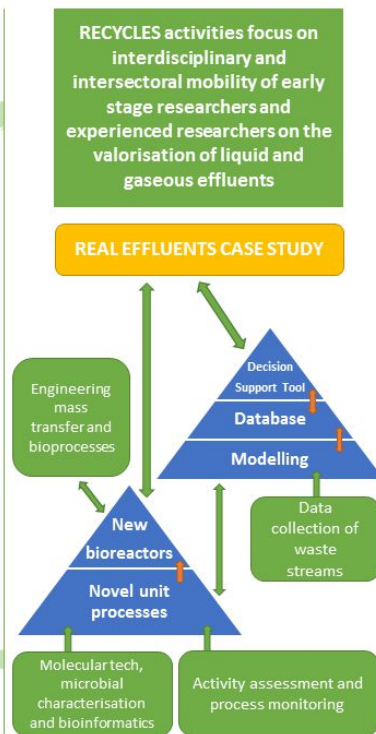 RECYCLES activities focus on
interdisciplinary and
intersectoral mobility of early
stage researchers and
experienced researchers on the
valorisation of liquid and
gaseous effluents
REAL EFFLUENTS CASE STUDY
Decision
Support Tool
Database
Modelling
Engineering
mass
transfer and
bioprocesses
Data
collection of
waste
streams
New
bioreactors
Novel unit
processes
Molecular tech,
microbial
characterisation
and bioinformatics
Activity assessment and
process monitoring